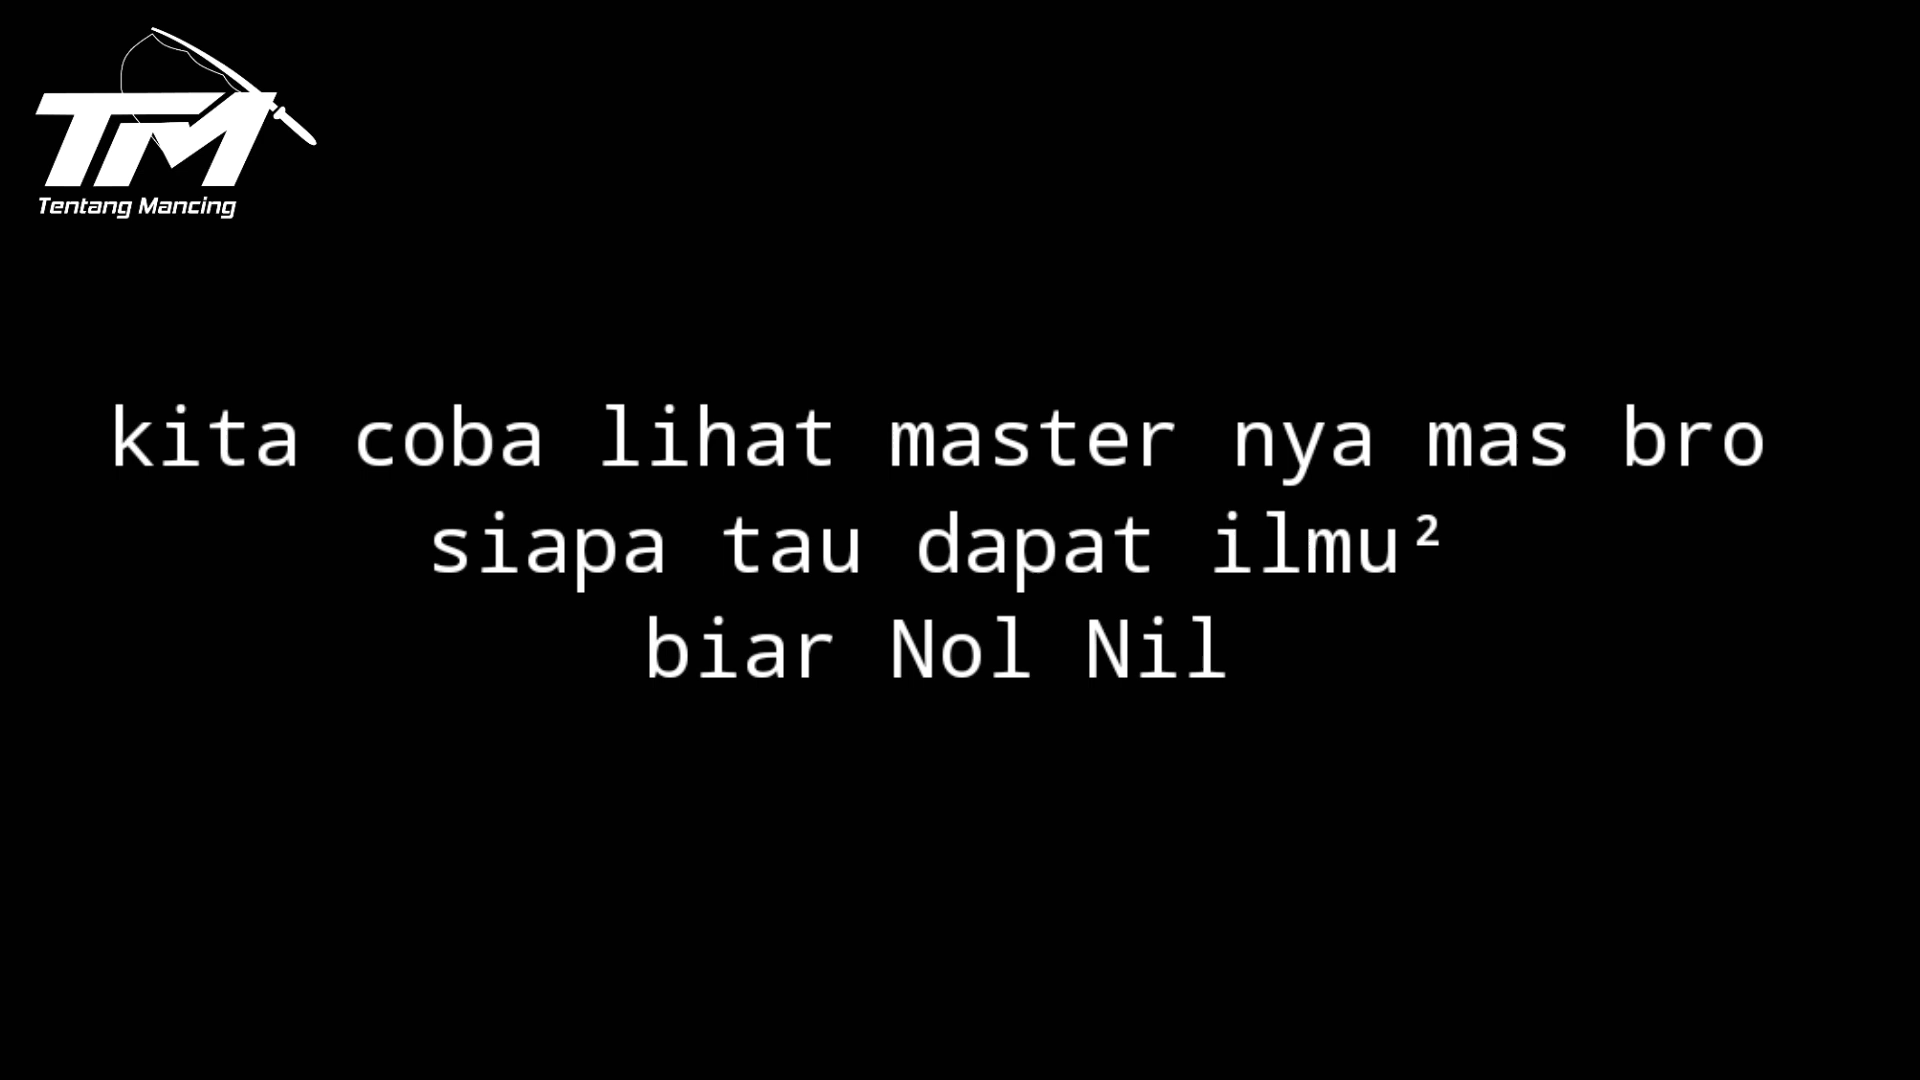 TM
Tentang Mancing
kita coba lihat master nya mas bro
siapa tau dapat ilmu²
biar Nol Nil